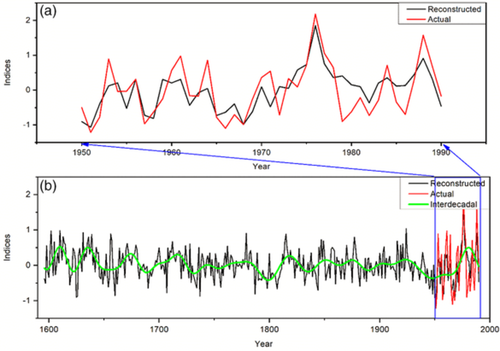 (a)
Reconstructed
Actual
Indices
2
1
0
-1
1950
1960
1970
1980
1990
Year
(b)
Reconstructed
Actual
Interdecadal
Indices
2
1
0
-1
1600
1700
1800
1900
2000
Year